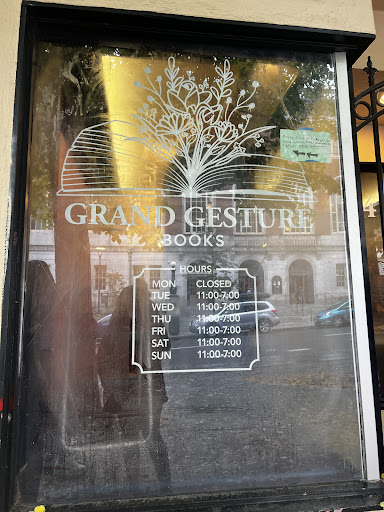 GRAND GESTURE
BOOKS
HOURS
MON CLOSED
TUE 11:00-7:00
WED 11:00-7:00
THU 11:00-7:00
FRI 11:00-7:00
SAT 11:00-7:00
SUN 11:00-7:00